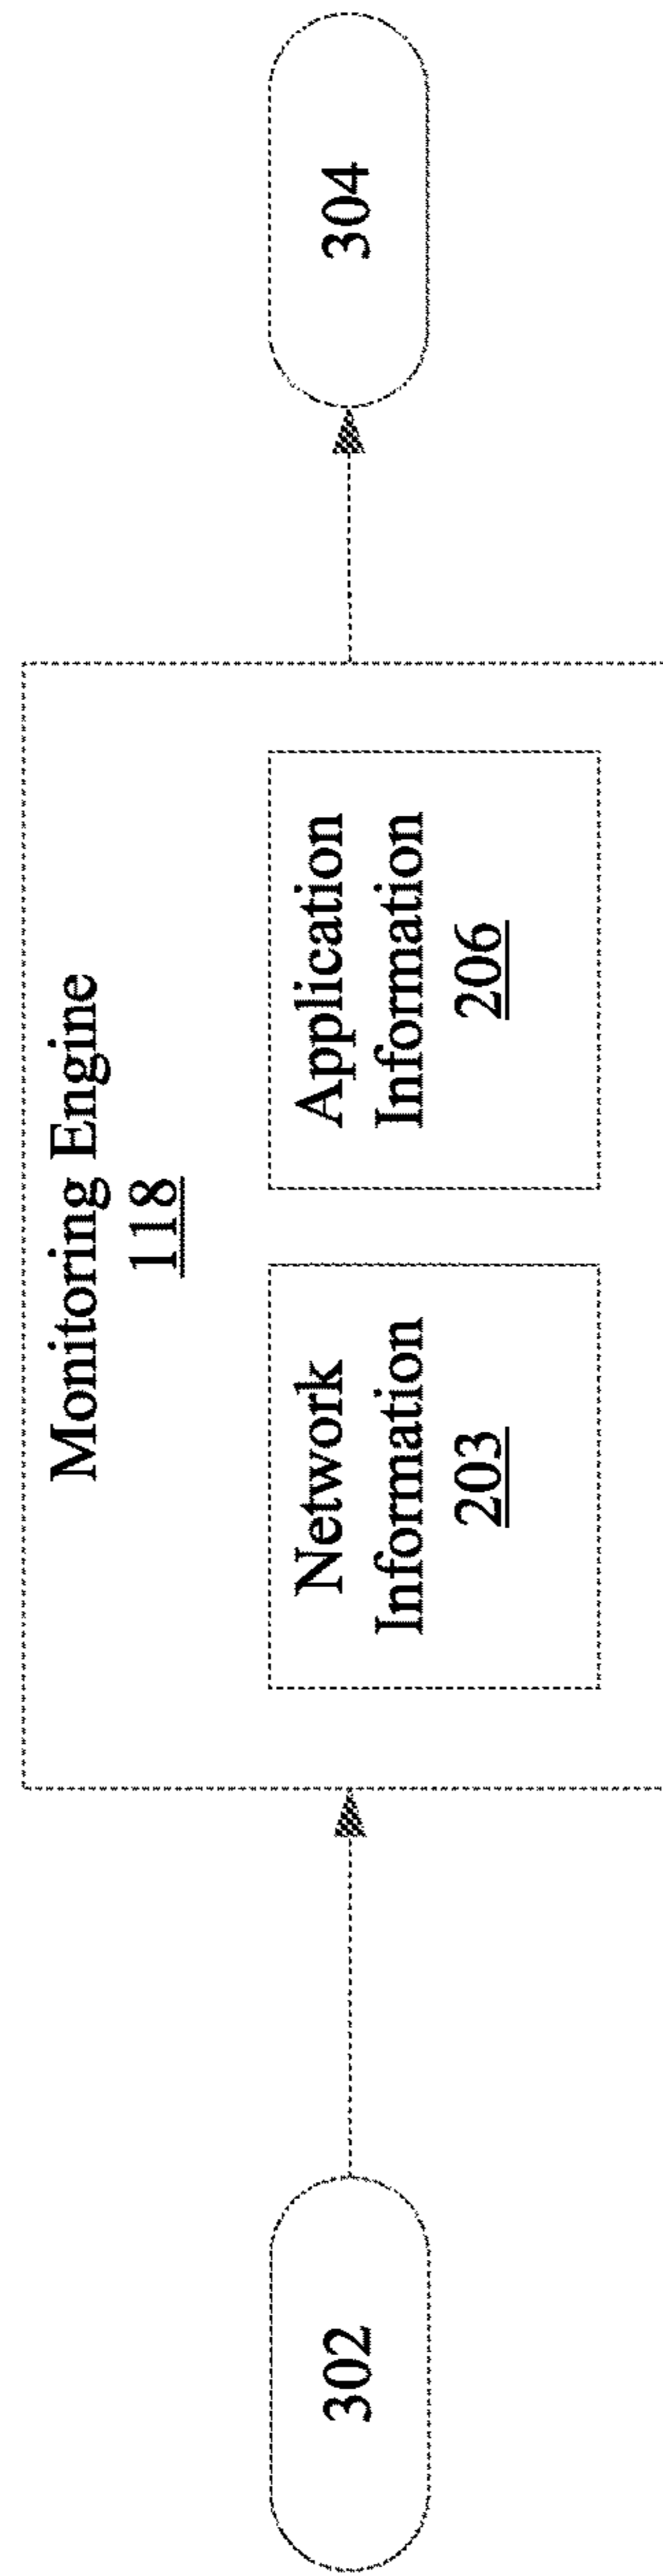 302
Monitoring Engine
118
Network
Information
203
Application
Information
206
304